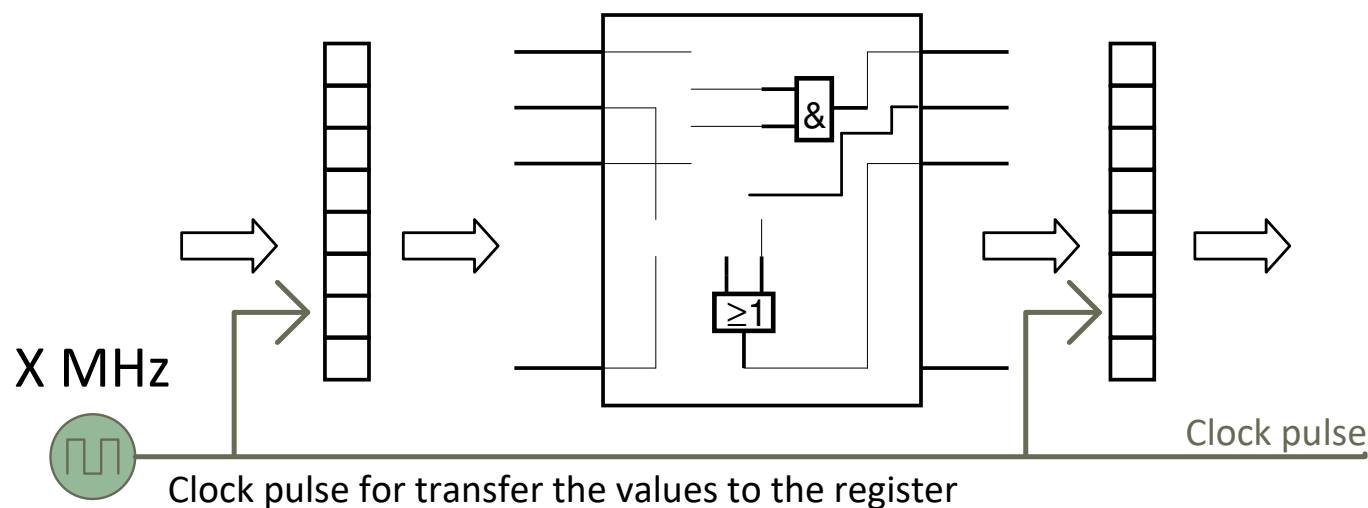 &
≥1
X MHz
Clock pulse
Clock pulse for transfer the values to the register